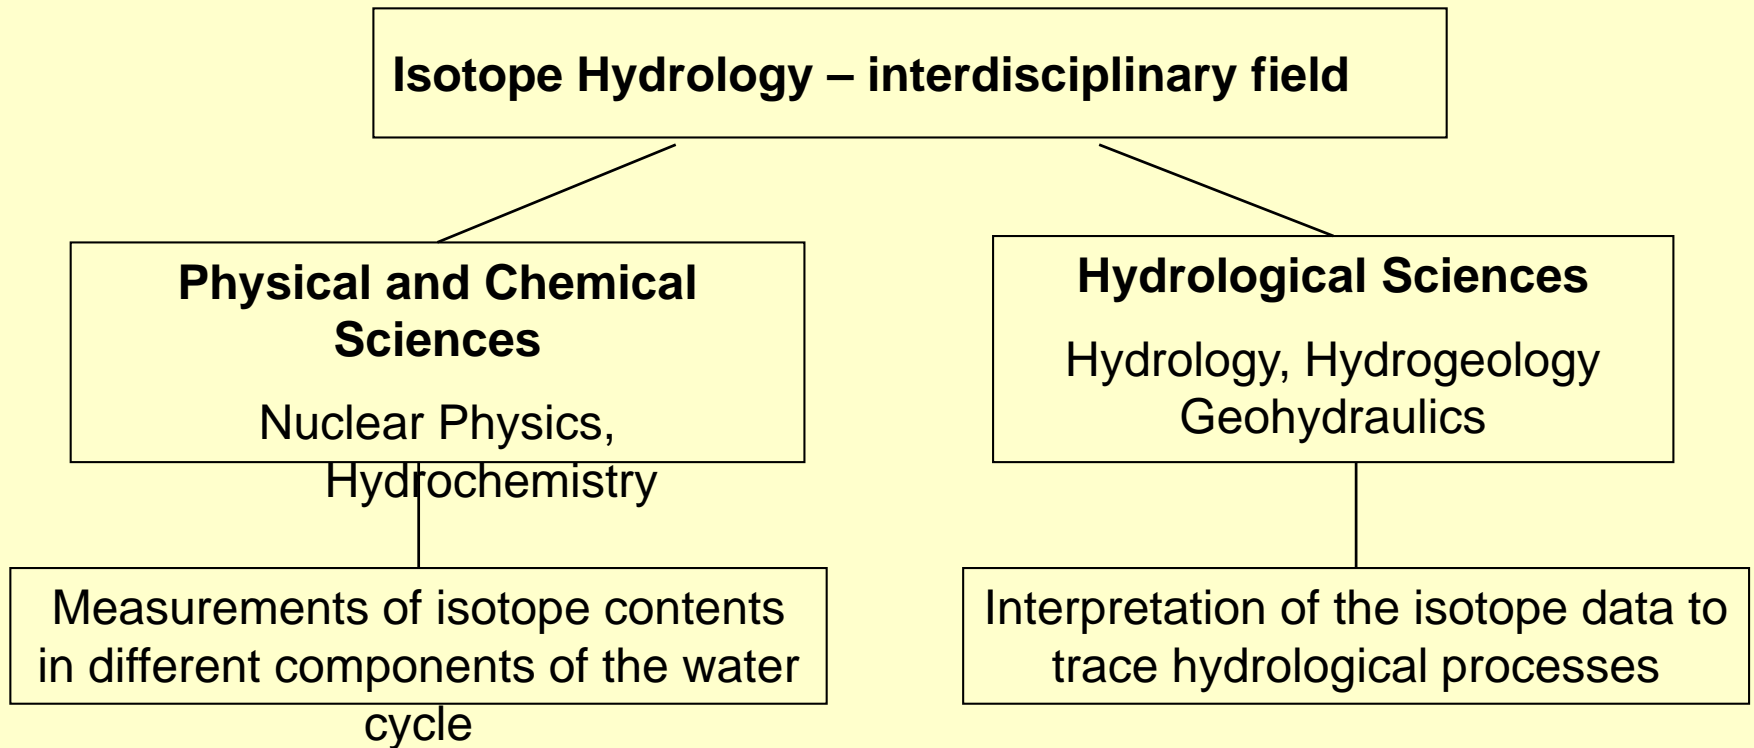 Isotope Hydrology – interdisciplinary field
Physical and Chemical
Sciences
Nuclear Physics,
Hydrochemistry
Measurements of isotope contents
in different components of the water
cycle
Hydrological Sciences
Hydrology, Hydrogeology
Geohydraulics
Interpretation of the isotope data to
trace hydrological processes